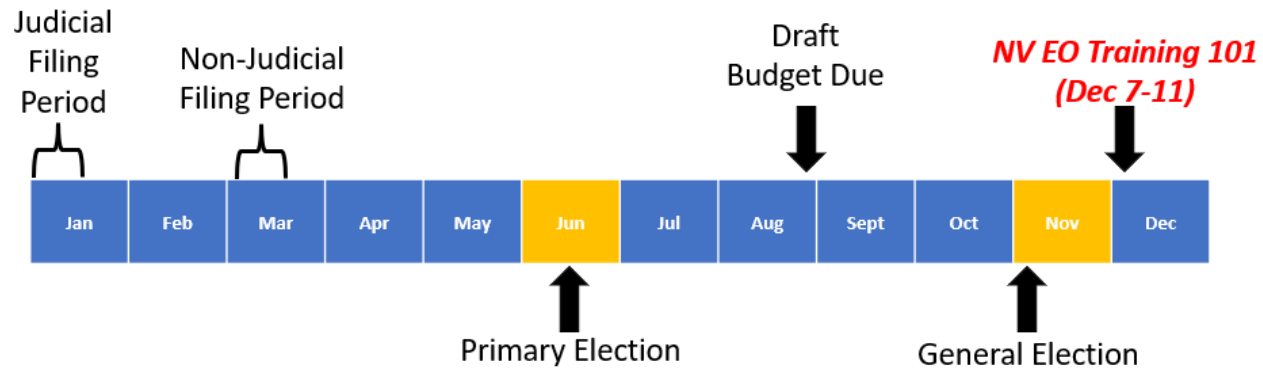 Judicial
Filing
Period
Non-Judicial
Filing Period
Draft
Budget Due
NV EO Training 101
(Dec 7-11)
Jan
Feb
Mar
Apr
May
Jun
Jul
Aug
Sept
Oct
Nov
Dec
Primary Election
General Election